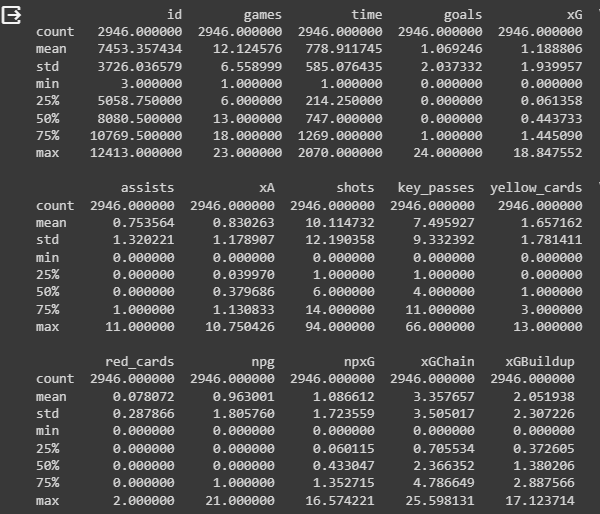 id games time goals xG \
count 2946.000000 2946.000000 2946.000000 2946.000000 2946.000000
mean 7453.357434 12.124576 778.911745 1.069246 1.188806
std 3726.036579 6.558999 585.076435 2.037332 1.939957
min 3.000000 1.000000 1.000000 0.000000 0.000000
25% 5058.750000 6.000000 214.250000 0.000000 0.061358
50% 8080.500000 13.000000 747.000000 0.000000 0.443733
75% 10769.500000 18.000000 1269.000000 1.000000 1.445090
max 12413.000000 23.000000 2070.000000 24.000000 18.847552
assists xA shots key_passes yellow_cards \
count 2946.000000 2946.000000 2946.000000 2946.000000 2946.000000
mean 0.753564 0.830263 10.114732 7.495927 1.657162
std 1.320221 1.178907 12.190358 9.332392 1.781411
min 0.000000 0.000000 0.000000 0.000000 0.000000
25% 0.000000 0.039970 1.000000 1.000000 0.000000
50% 0.000000 0.379686 6.000000 4.000000 1.000000
75% 1.000000 1.130833 14.000000 11.000000 3.000000
max 11.000000 10.750426 94.000000 66.000000 13.000000
red_cards npg npxG xGChain xGBuildup
count 2946.000000 2946.000000 2946.000000 2946.000000 2946.000000
mean 0.078072 0.963001 1.086612 3.357657 2.051938
std 0.287866 1.805760 1.723559 3.505017 2.307226
min 0.000000 0.000000 0.000000 0.000000 0.000000
25% 0.000000 0.000000 0.060115 0.705534 0.372605
50% 0.000000 0.000000 0.433047 2.366352 1.380206
75% 0.000000 1.000000 1.352715 4.786649 2.887566
max 2.000000 21.000000 16.574221 25.598131 17.123714